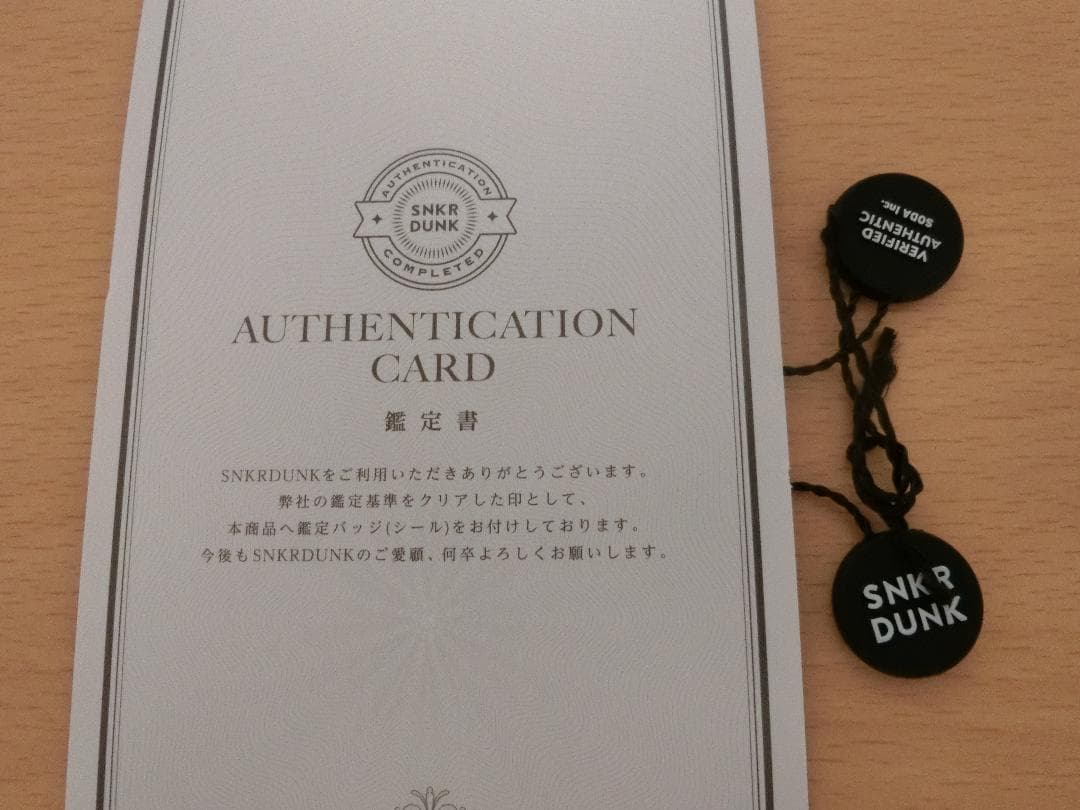 AUTHENTICATION
SNKR
DUNK
COMPLETED
AUTHENTICATION
CARD
鑑定書
SNKRDUNKをご利用いただきありがとうございます。
弊社の鑑定基準をクリアした印として、
本商品へ鑑定バッジ(シール)をお付けしております。
今後もSNKRDUNKのご愛顧、何卒よろしくお願いします。
VERIFIED
AUTHENTIC
SODA Inc.
SNKR
DUNK